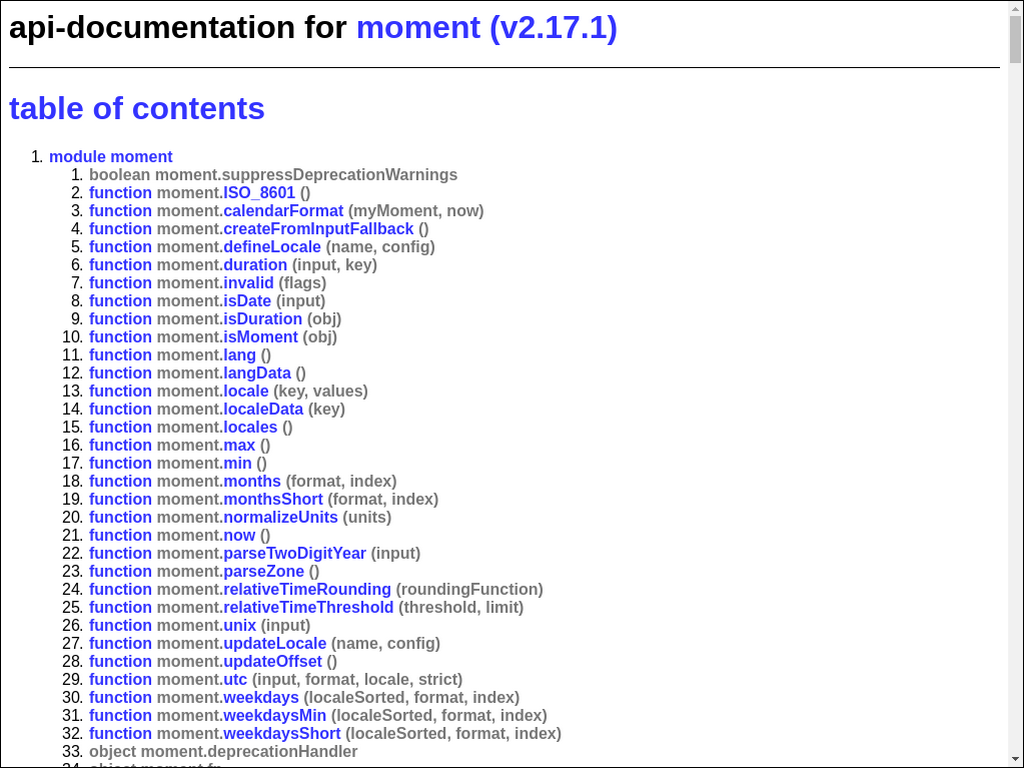 api-documentation for moment (v2.17.1)
table of contents
1. module moment
1. boolean moment.suppressDeprecationWarnings
2. function moment.ISO_8601 ()
3. function moment.calendarFormat (myMoment, now)
4. function moment.createFromInputFallback ()
5. function moment.defineLocale (name, config)
6. function moment.duration (input, key)
7. function moment.invalid (flags)
8. function moment.isDate (input)
9. function moment.isDuration (obj)
10. function moment.isMoment (obj)
11. function moment.lang ()
12. function moment.langData ()
13. function moment.locale (key, values)
14. function moment.localeData (key)
15. function moment.locales ()
16. function moment.max ()
17. function moment.min ()
18. function moment.months (format, index)
19. function moment.monthsShort (format, index)
20. function moment.normalizeUnits (units)
21. function moment.now ()
22. function moment.parseTwoDigitYear (input)
23. function moment.parseZone ()
24. function moment.relativeTimeRounding (roundingFunction)
25. function moment.relativeTimeThreshold (threshold, limit)
26. function moment.unix (input)
27. function moment.updateLocale (name, config)
28. function moment.updateOffset ()
29. function moment.utc (input, format, locale, strict)
30. function moment.weekdays (localeSorted, format, index)
31. function moment.weekdaysMin (localeSorted, format, index)
32. function moment.weekdaysShort (localeSorted, format, index)
33. object moment.deprecationHandler
34. object moment.fn